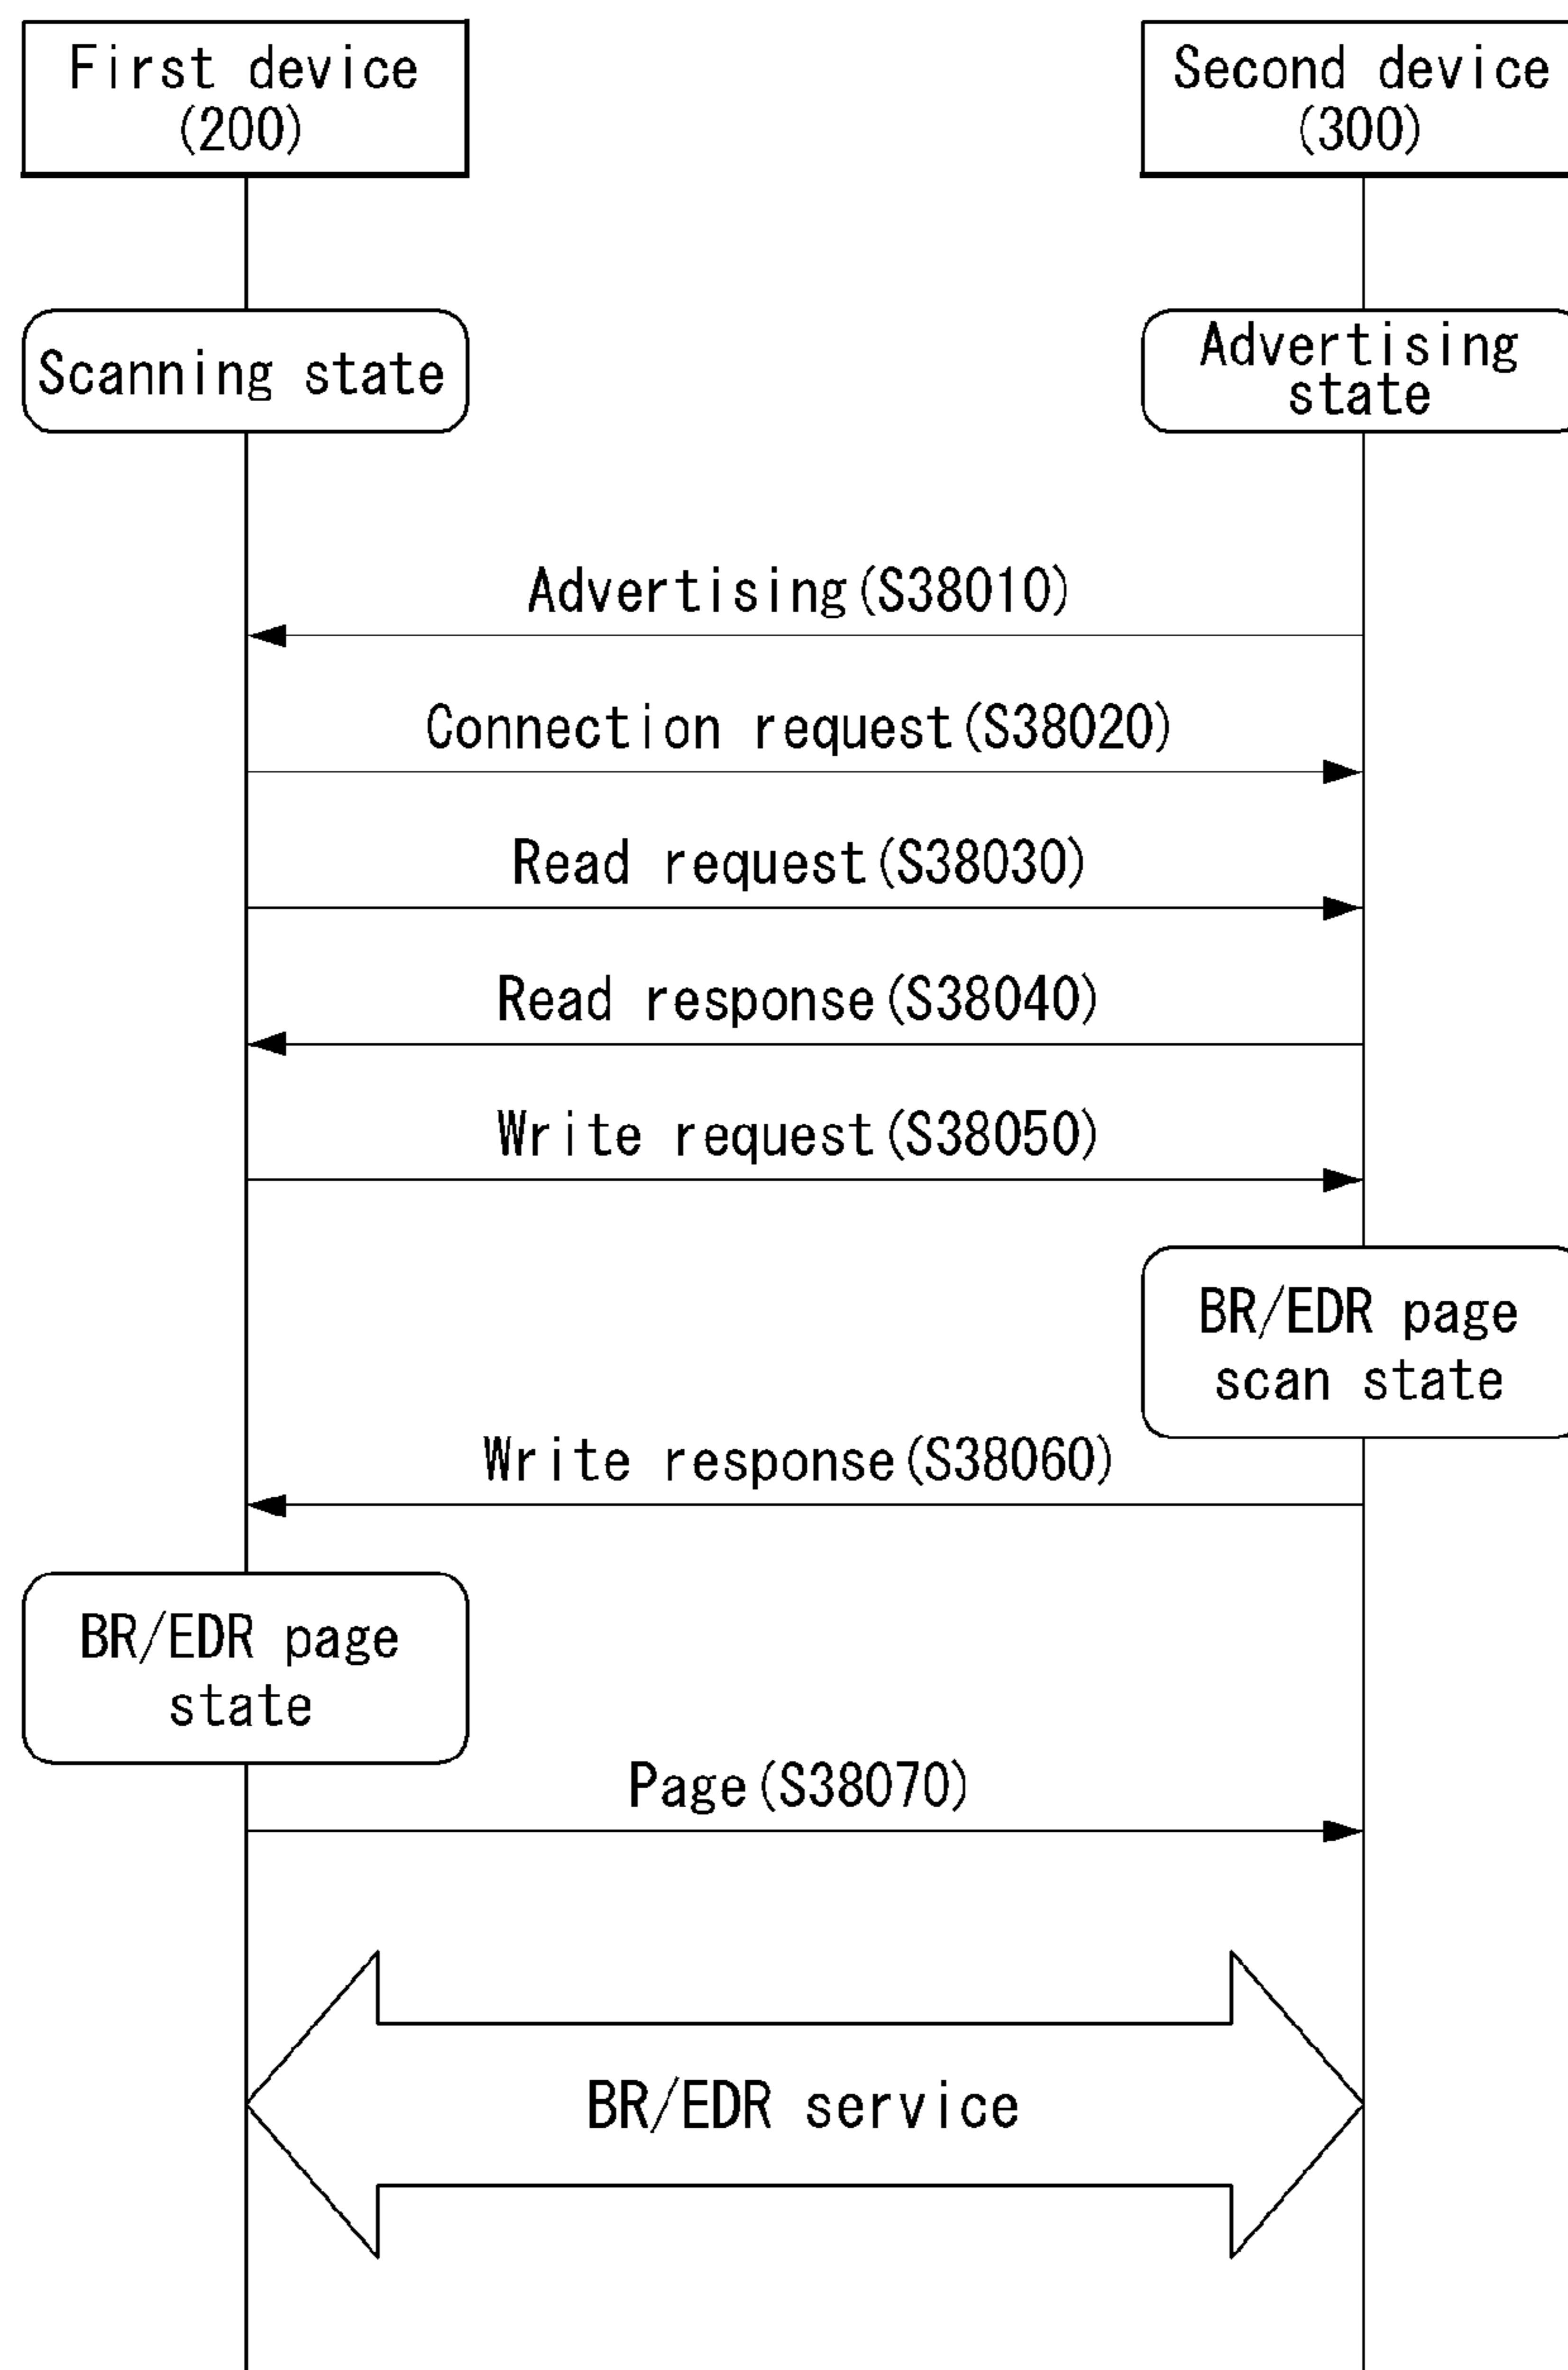 First device
(200)
Second device
(300)
Scanning state
Advertising
state
Advertising(S38010)
Connection request(S38020)
Read request(S38030)
Read response(S38040)
Write request(S38050)
BR/EDR page
scan state
Write response(S38060)
BR/EDR page
state
Page(S38070)
BR/EDR service